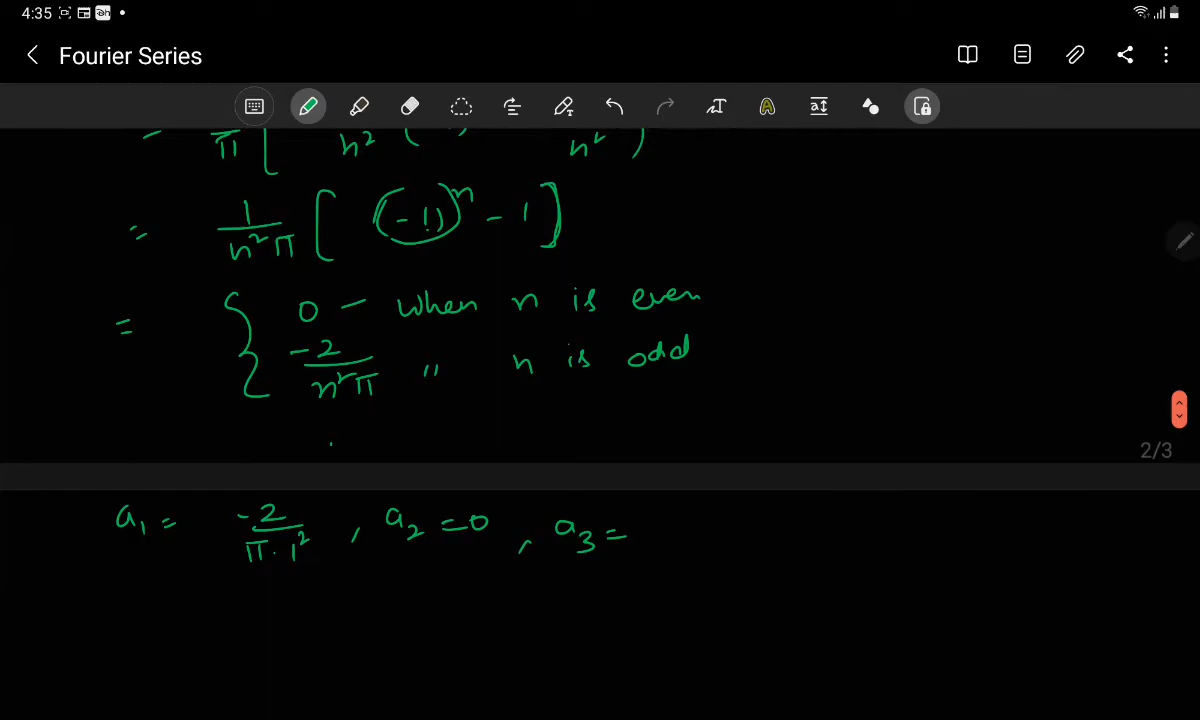 4:35
Fourier Series
= 1/(n²π) [ (-1)ⁿ - 1 ]
= { 0 — when n is even
-2/(n²π) " n is odd
2/3
a₁ = -2/(π·1²) , a₂ = 0 , a₃ =